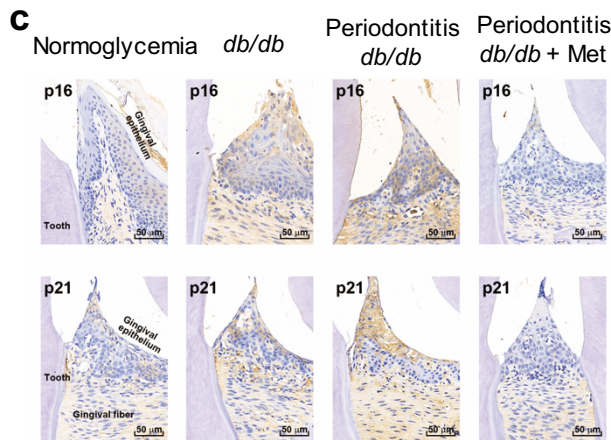 c
Normoglycemia
db/db
Periodontitis
db/db
Periodontitis
db/db + Met
p16
Gingival
epithelium
Tooth
50 µm
p16
50 µm
p16
50 µm
p16
50 µm
p21
Gingival
epithelium
Tooth
Gingival fiber
50 µm
p21
50 µm
p21
50 µm
p21
50 µm